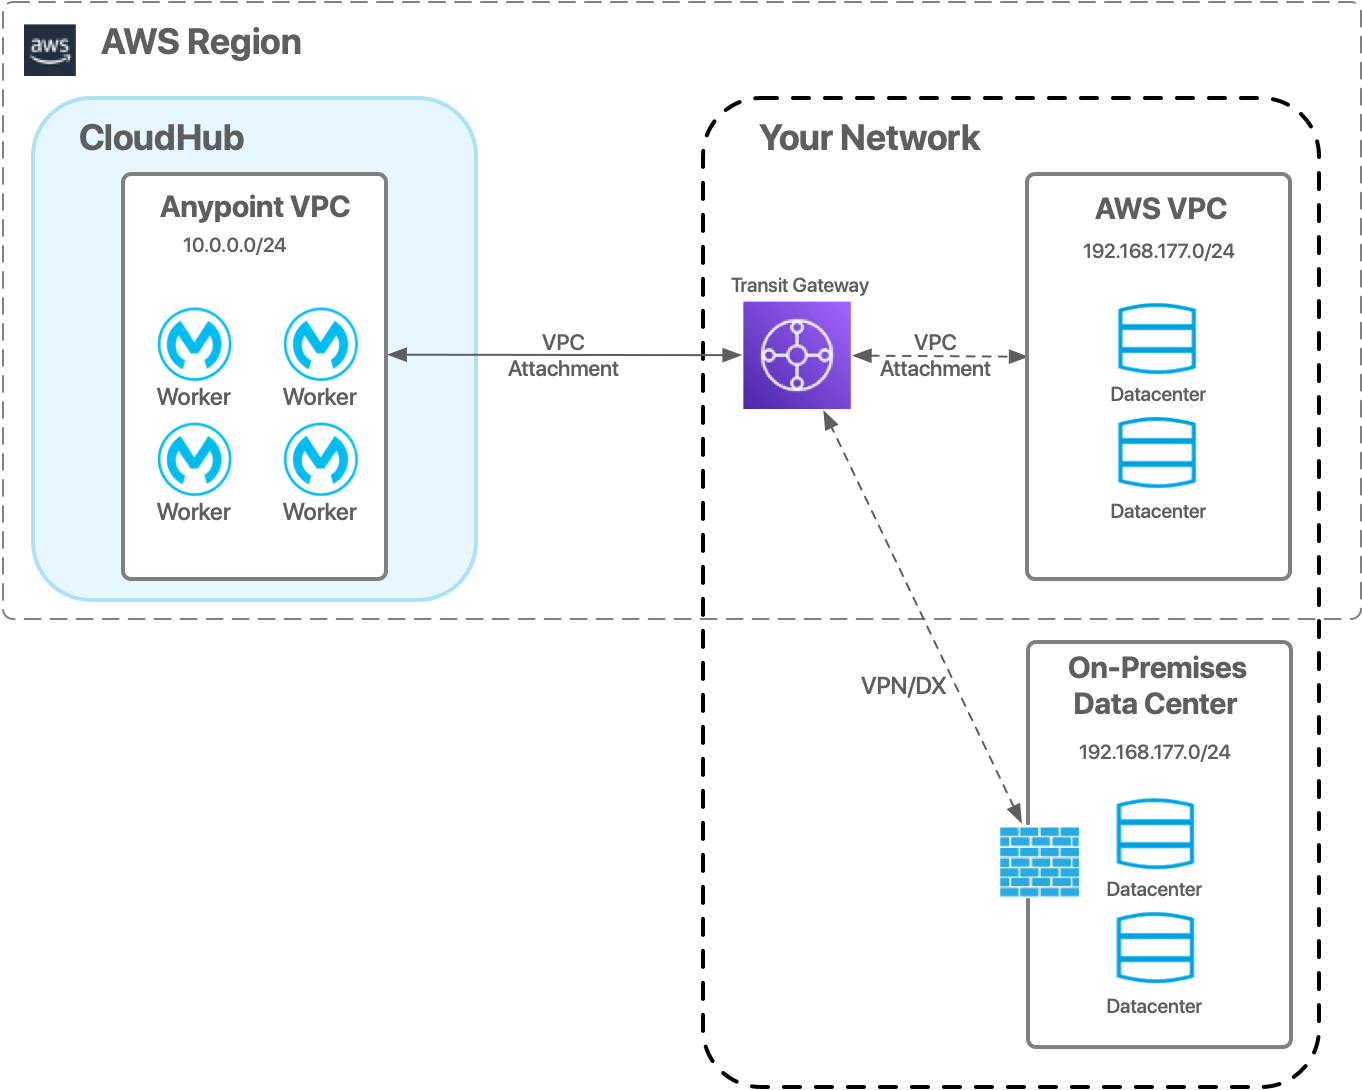 aws
AWS Region
CloudHub
Anypoint VPC
10.0.0.0/24
Worker
Worker
Worker
Worker
VPC
Attachment
Your Network
Transit Gateway
VPC
Attachment
AWS VPC
192.168.177.0/24
Datacenter
Datacenter
VPN/DX
On-Premises
Data Center
192.168.177.0/24
Datacenter
Datacenter